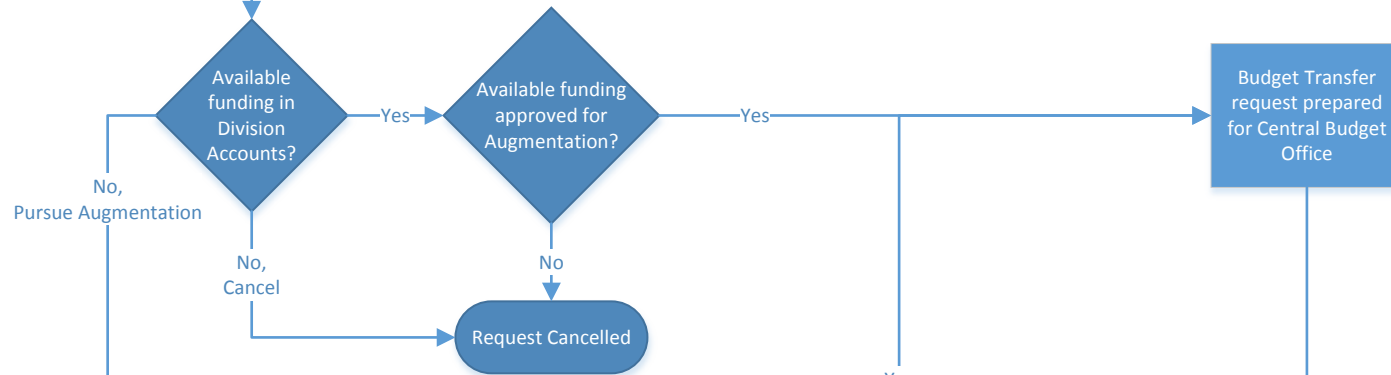 Available
funding in
Division
Accounts?
Yes
Available funding
approved for
Augmentation?
Yes
Budget Transfer
request prepared
for Central Budget
Office
No,
Pursue Augmentation
No,
Cancel
No
Request Cancelled